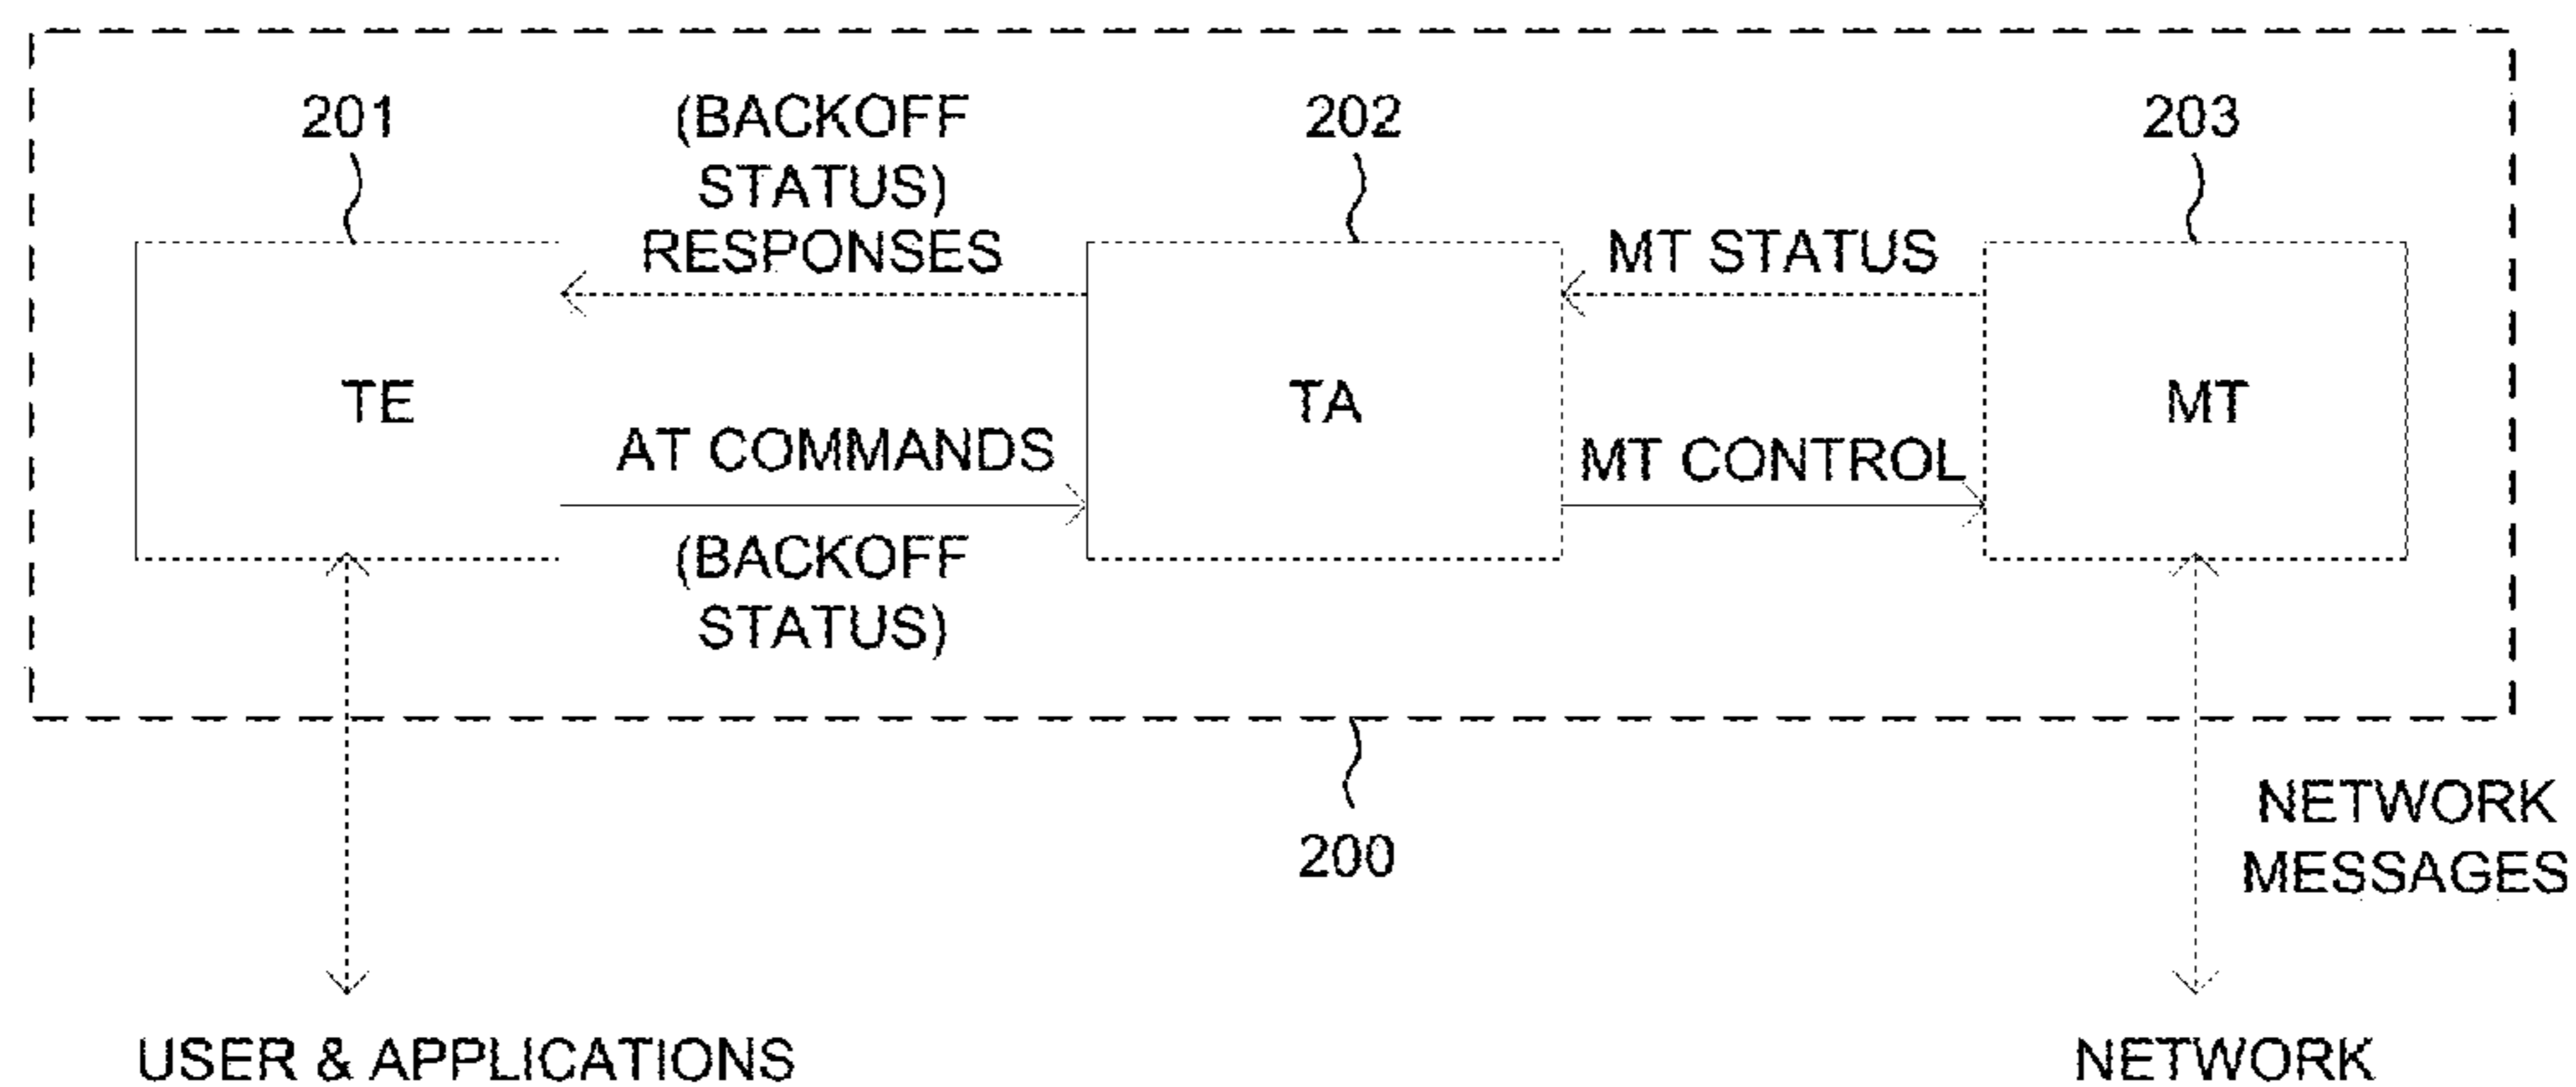 201
(BACKOFF
STATUS)
RESPONSES
202
203
MT STATUS
TE
TA
MT
AT COMMANDS
(BACKOFF
STATUS)
MT CONTROL
200
NETWORK
MESSAGES
USER & APPLICATIONS
NETWORK